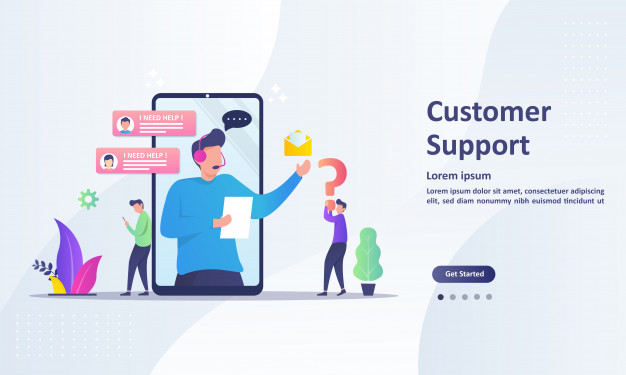 I NEED HELP !
I NEED HELP !
?
Customer
Support
Lorem ipsum
Lorem ipsum dolor sit amet, consectetuer adipiscing
elit, sed diam nonummy nibh euismod tincidunt ut
Get Started